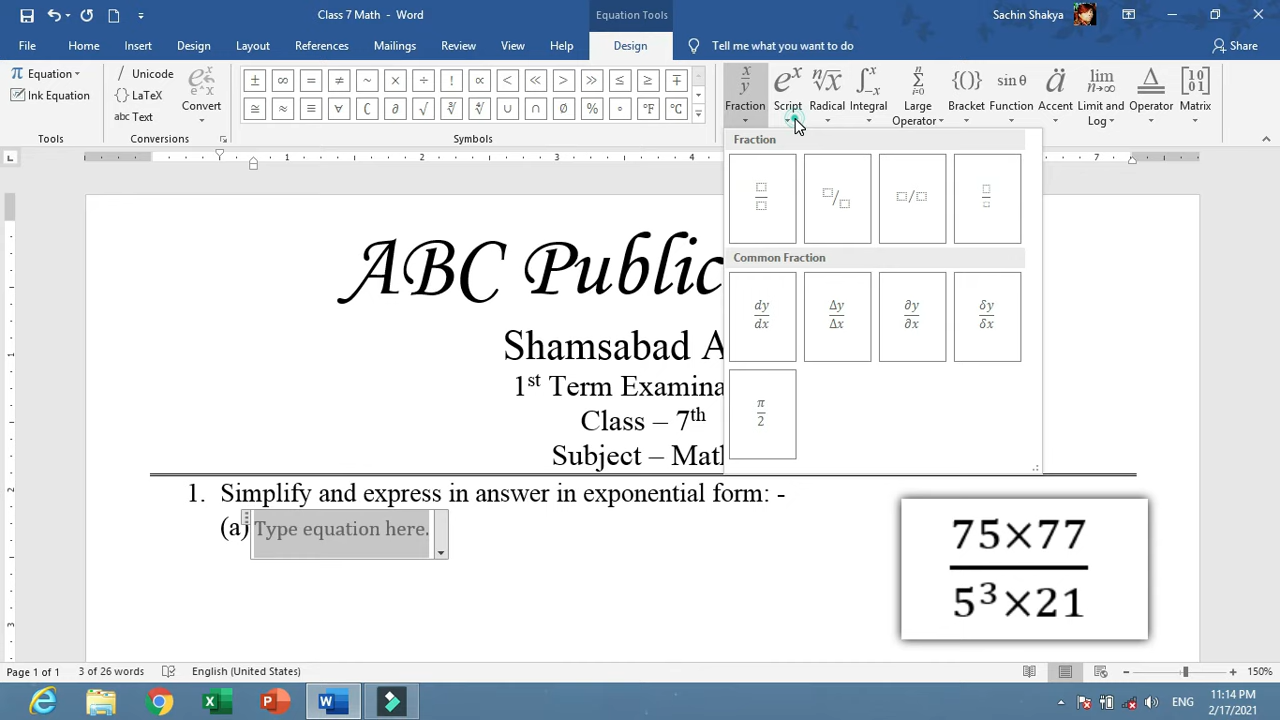 Class 7 Math - Word
Equation Tools
Sachin Shakya
File
Home
Insert
Design
Layout
References
Mailings
Review
View
Help
Design
Tell me what you want to do
Share
π Equation
Ink Equation
Tools
Unicode
LaTeX
abc Text
e^x Convert
Conversions
± ∞ = ≠ ~ × ÷ ! ∝ < ≪ > ≫ ≤ ≥ ∓
≅ ≈ ≡ ∀ ∁ ∂ √ ∛ ∜ ∪ ∩ ∅ % ° ℉ ℃
Symbols
x/y Fraction
e^x Script
ⁿ√x Radical
∫ Integral
Σ Large Operator
{()} Bracket
sin θ Function
ä Accent
lim n→∞ Limit and Log
Δ Operator
Matrix
Fraction
Common Fraction
dy/dx
Δy/Δx
∂y/∂x
δy/δx
π/2
1 7
ABC Public
Shamsabad A
1st Term Examina
Class – 7th
Subject – Math
1. Simplify and express in answer in exponential form: -
(a) Type equation here.
75×77
5³×21
Page 1 of 1
3 of 26 words
English (United States)
150%
ENG
11:14 PM
2/17/2021